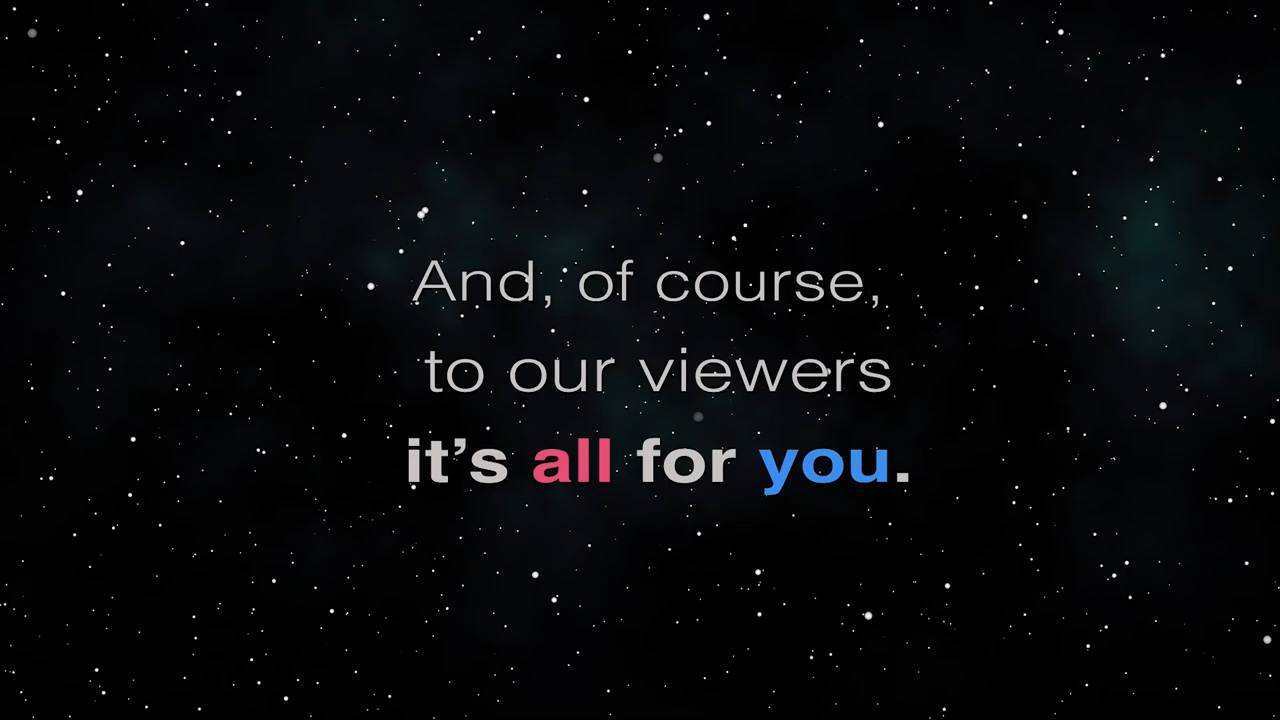 And, of course,
to our viewers
it’s all for you.